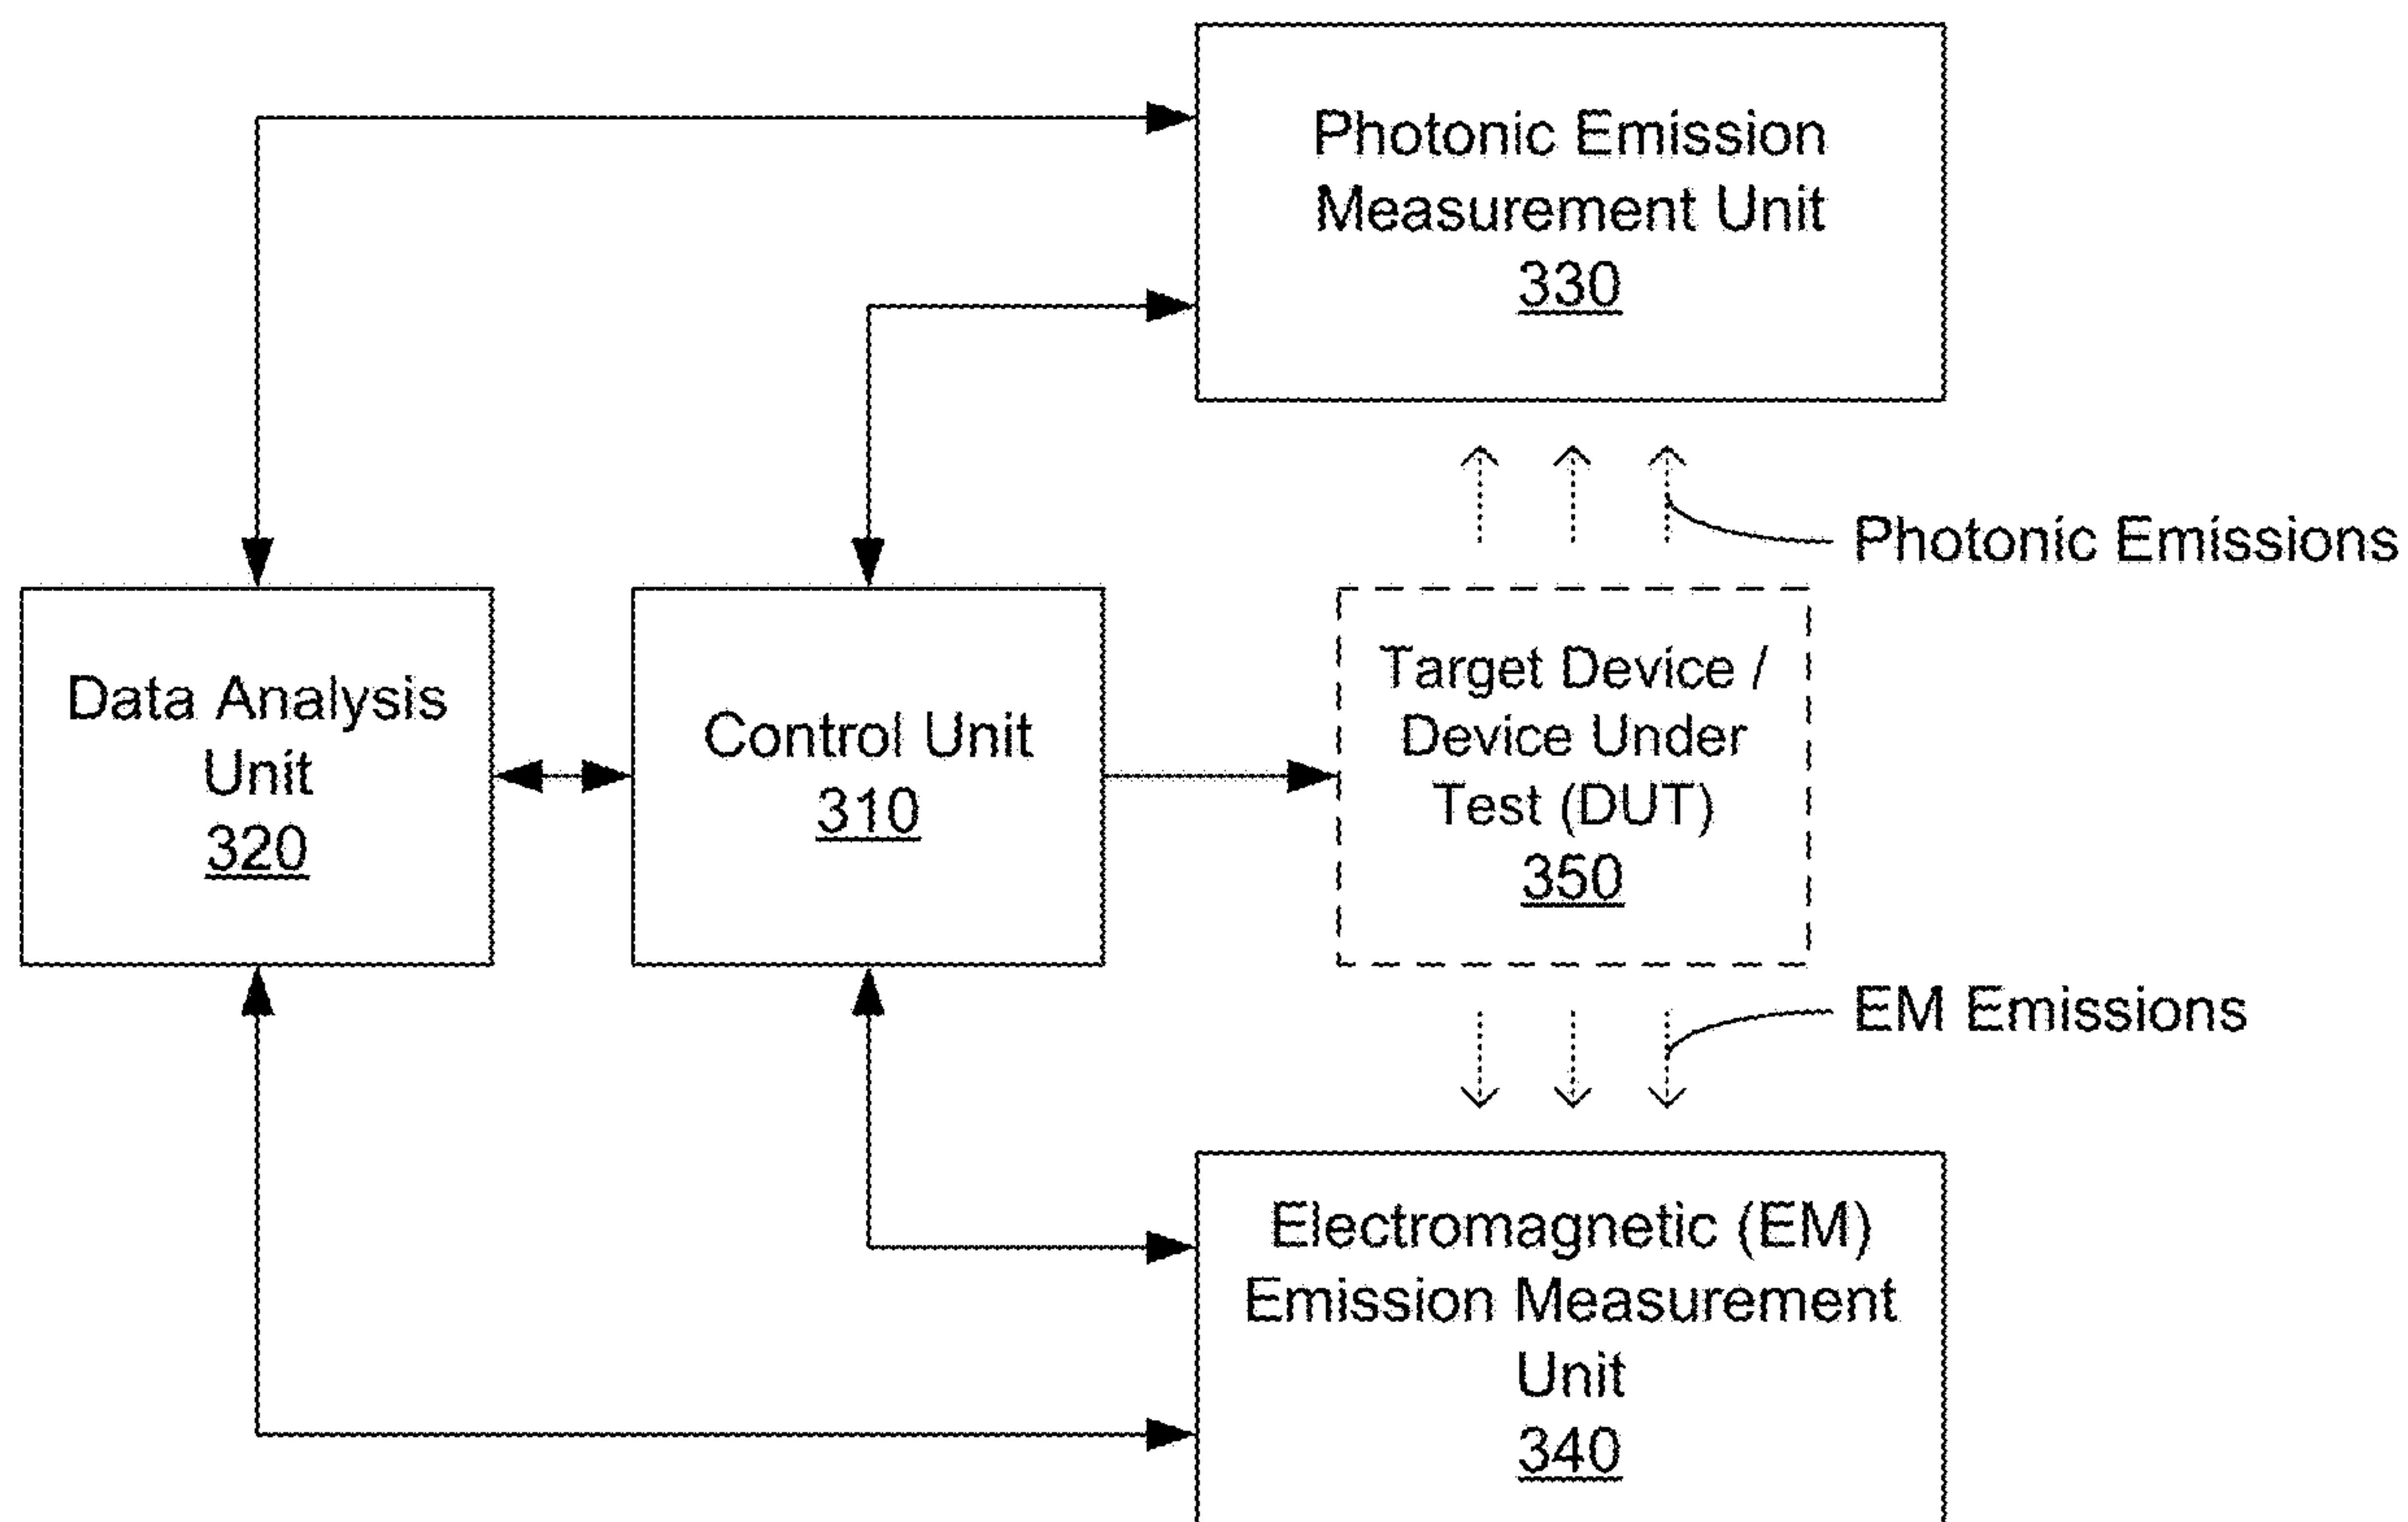 Photonic Emission
Measurement Unit
330
Photonic Emissions
Data Analysis
Unit
320
Control Unit
310
Target Device /
Device Under
Test (DUT)
350
EM Emissions
Electromagnetic (EM)
Emission Measurement
Unit
340